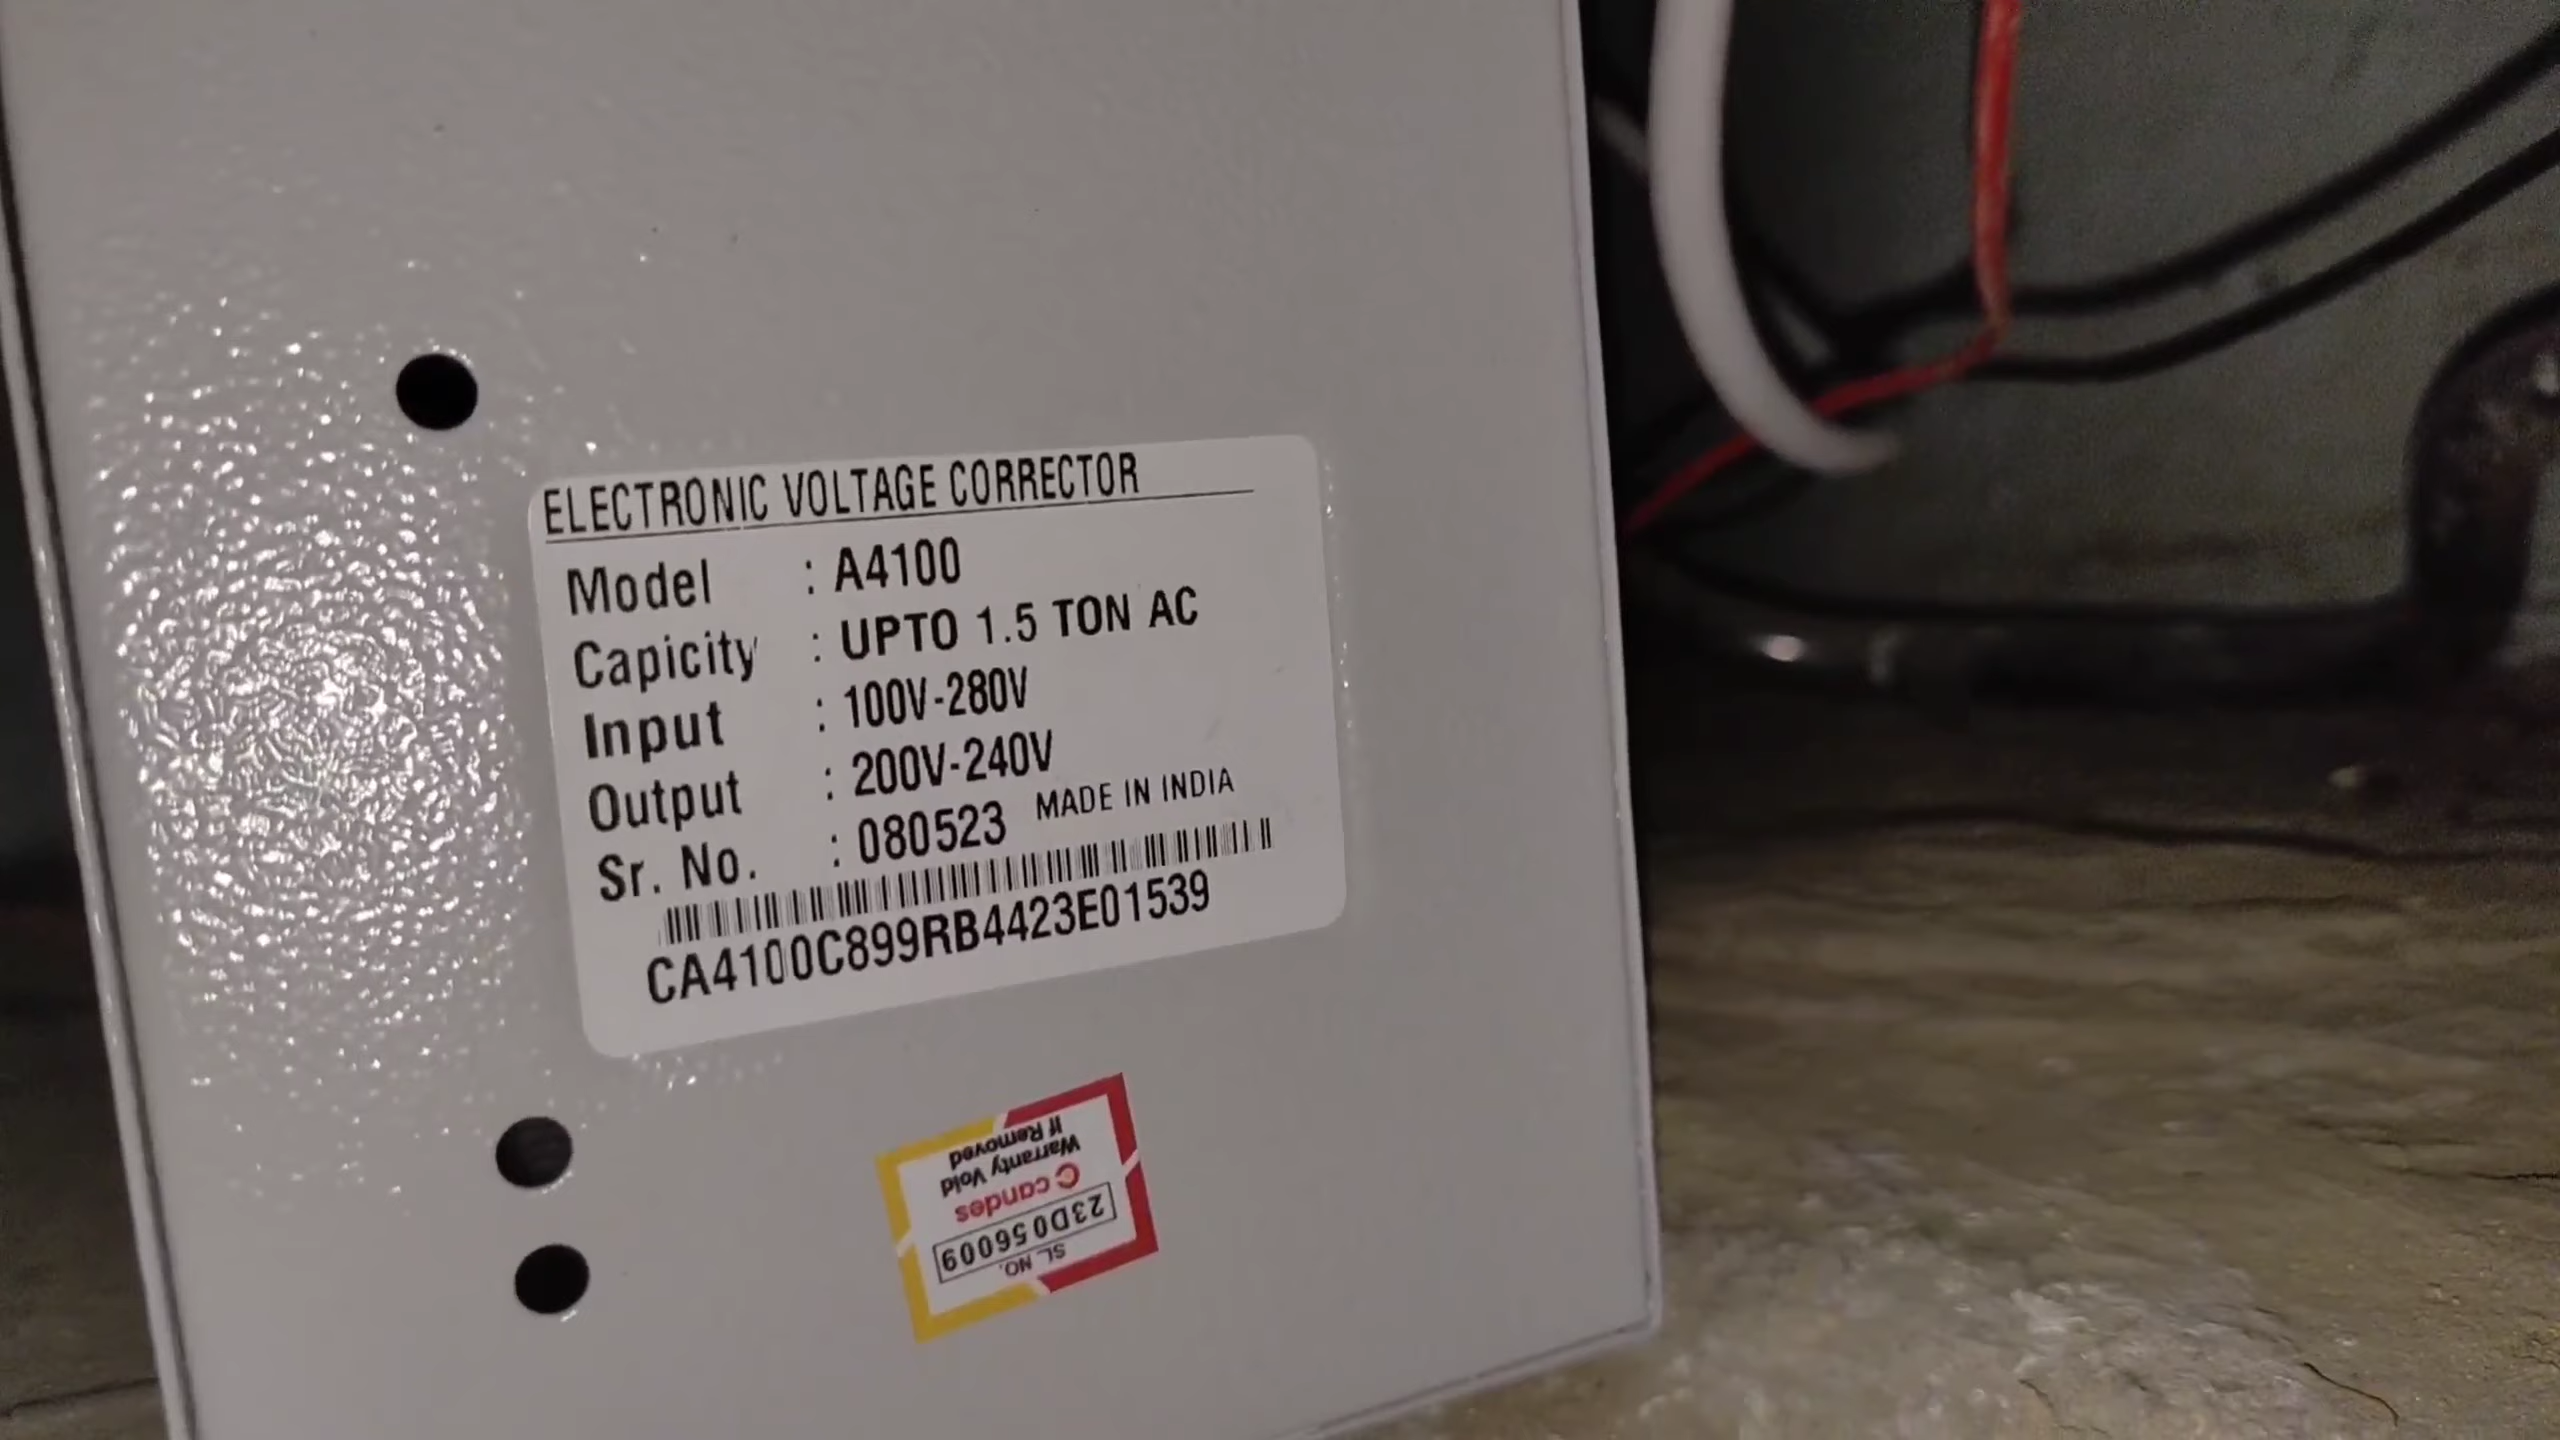 ELECTRONIC VOLTAGE CORRECTOR
Model : A4100
Capicity : UPTO 1.5 TON AC
Input : 100V-280V
Output : 200V-240V
Sr. No. : 080523 MADE IN INDIA
CA4100C899RB4423E01539
SL. NO.
23D056009
C candes
Warranty Void
If Removed